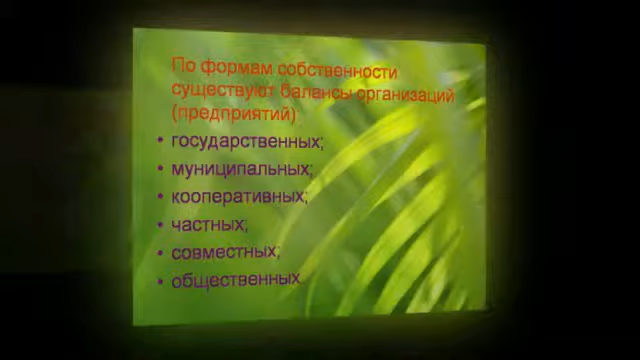 По формам собственности
существуют балансы организаций
(предприятий)
• государственных;
• муниципальных;
• кооперативных;
• частных;
• совместных;
• общественных